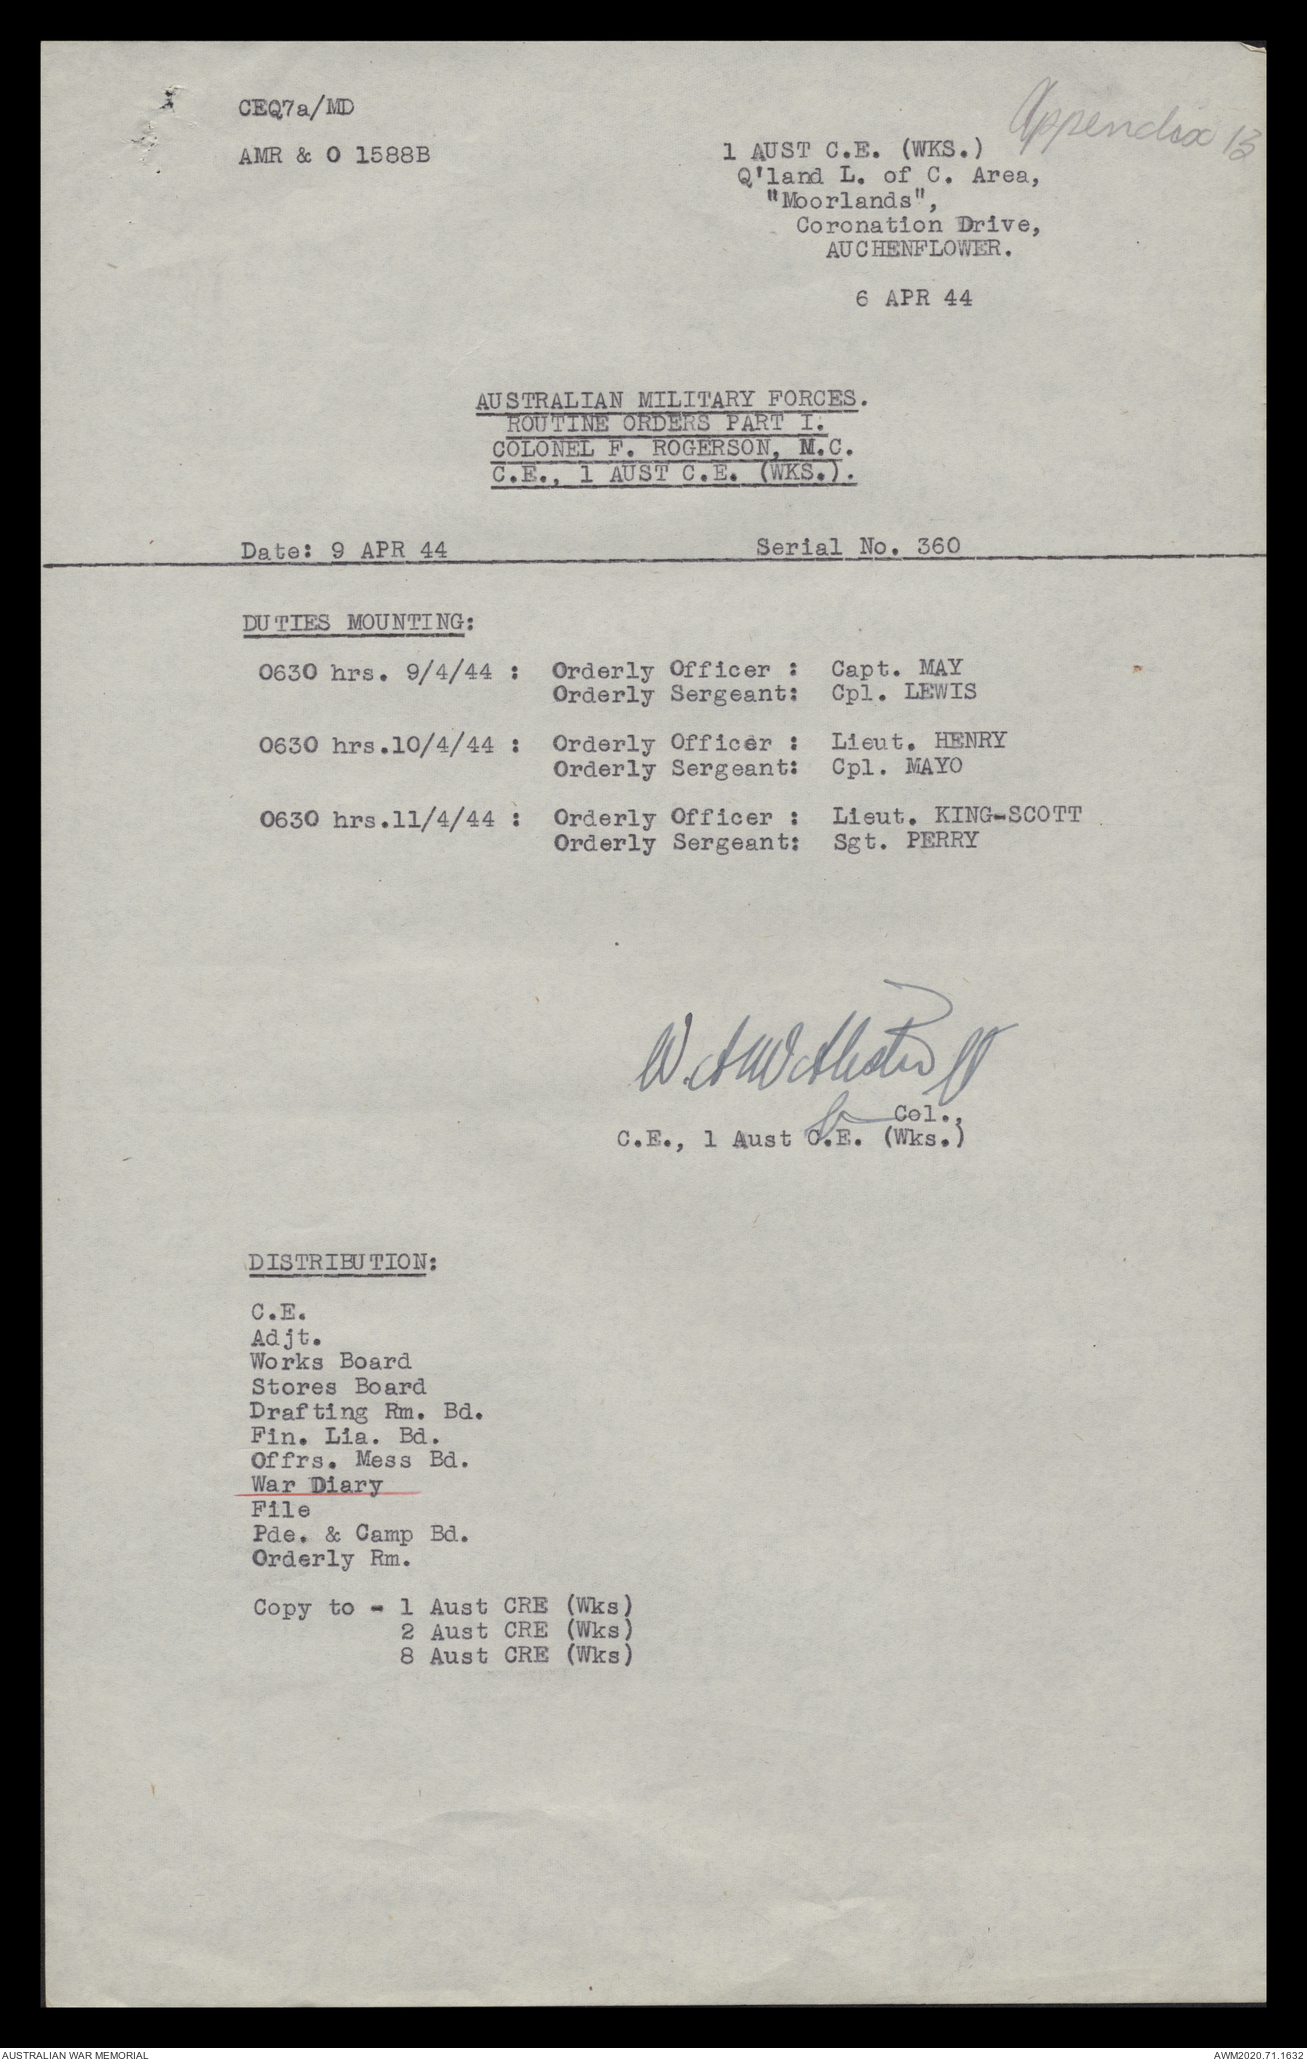 CEQ7a/MD
Appendix 13
AMR & O 1588B
1 AUST C.E. (WKS.)
Q'land L. of C. Area,
"Moorlands",
Coronation Drive,
AUCHENFLOWER.
6 APR 44
AUSTRALIAN MILITARY FORCES.
ROUTINE ORDERS PART I.
COLONEL F. ROGERSON, M.C.
C.E., 1 AUST C.E. (WKS.).
Date: 9 APR 44 Serial No. 360
DUTIES MOUNTING:
0630 hrs. 9/4/44 : Orderly Officer : Capt. MAY
Orderly Sergeant: Cpl. LEWIS
0630 hrs.10/4/44 : Orderly Officer : Lieut. HENRY
Orderly Sergeant: Cpl. MAYO
0630 hrs.11/4/44 : Orderly Officer : Lieut. KING-SCOTT
Orderly Sergeant: Sgt. PERRY
Col.,
C.E., 1 Aust C.E. (Wks.)
DISTRIBUTION:
C.E.
Adjt.
Works Board
Stores Board
Drafting Rm. Bd.
Fin. Lia. Bd.
Offrs. Mess Bd.
War Diary
File
Pde. & Camp Bd.
Orderly Rm.
Copy to - 1 Aust CRE (Wks)
2 Aust CRE (Wks)
8 Aust CRE (Wks)
AUSTRALIAN WAR MEMORIAL
AWM2020.71.1632